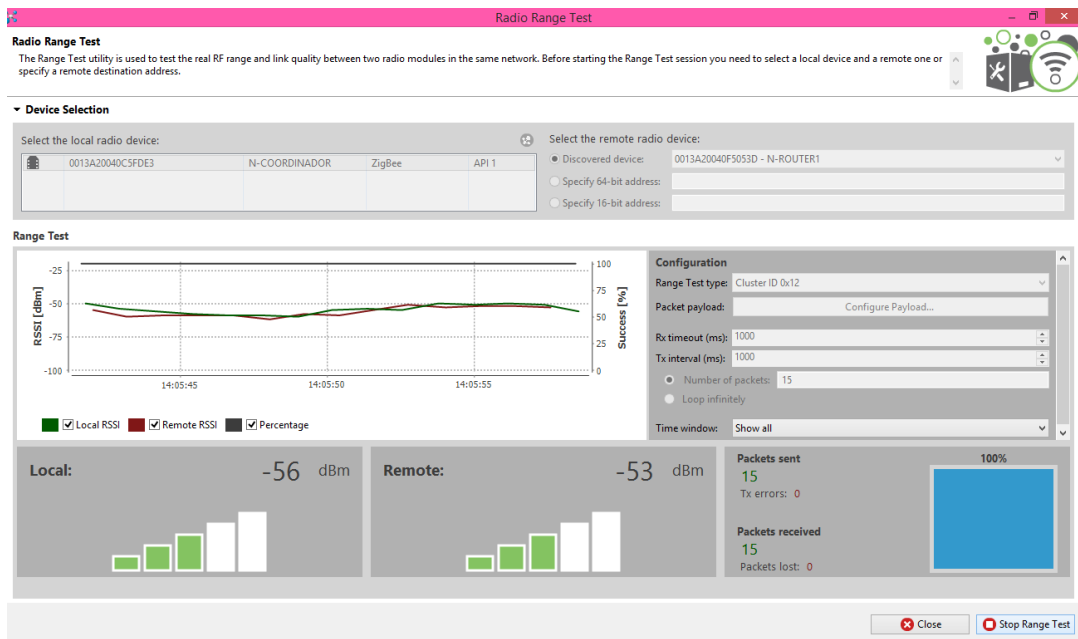 Radio Range Test
Radio Range Test
The Range Test utility is used to test the real RF range and link quality between two radio modules in the same network. Before starting the Range Test session you need to select a local device and a remote one or
specify a remote destination address.
Device Selection
Select the local radio device:
0013A20040C5FDE3 N-COORDINADOR ZigBee API 1
Select the remote radio device:
Discovered device: 0013A20040F5053D - N-ROUTER1
Specify 64-bit address:
Specify 16-bit address:
Range Test
RSSI [dBm]
-25
-50
-75
-100
100
75
50
25
0
Success [%]
14:05:45 14:05:50 14:05:55
Local RSSI Remote RSSI Percentage
Configuration
Range Test type: Cluster ID 0x12
Packet payload: Configure Payload...
Rx timeout (ms): 1000
Tx interval (ms): 1000
Number of packets: 15
Loop infinitely
Time window: Show all
Local: -56 dBm
Remote: -53 dBm
Packets sent
15
Tx errors: 0
Packets received
15
Packets lost: 0
100%
Close Stop Range Test